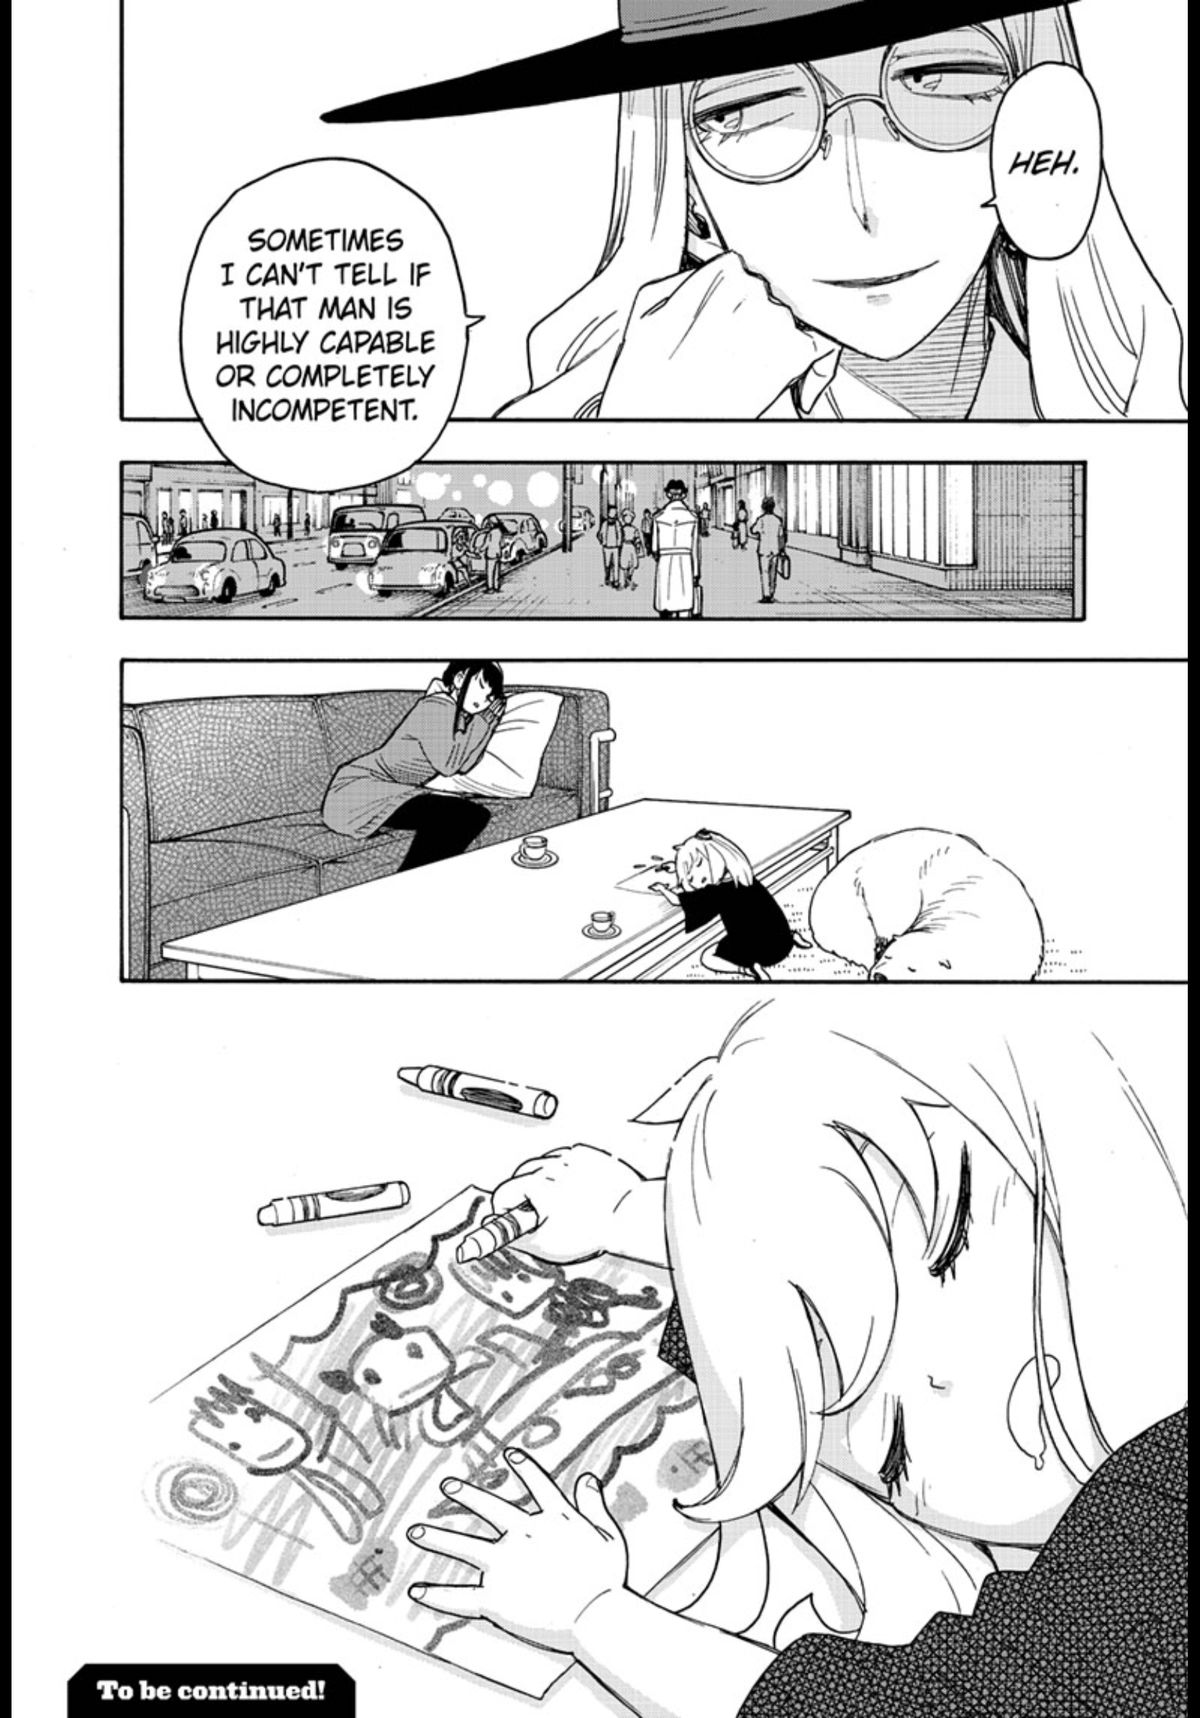 HEH.
SOMETIMES
I CAN'T TELL IF
THAT MAN IS
HIGHLY CAPABLE
OR COMPLETELY
INCOMPETENT.
To be continued!